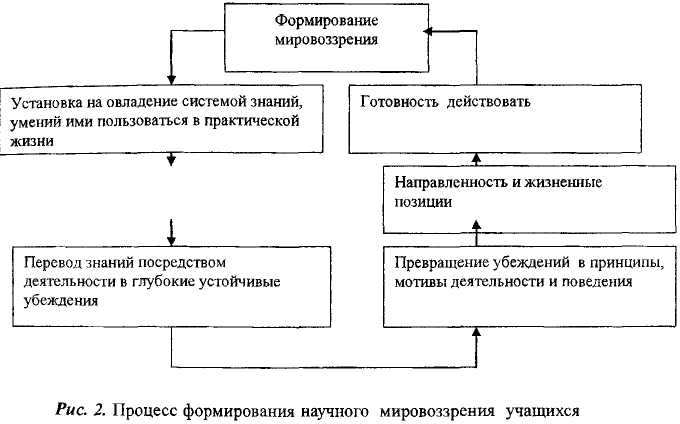 Формирование
мировоззрения
Установка на овладение системой знаний,
умений ими пользоваться в практической
жизни
Готовность действовать
Направленность и жизненные
позиции
Перевод знаний посредством
деятельности в глубокие устойчивые
убеждения
Превращение убеждений в принципы,
мотивы деятельности и поведения
Рис. 2. Процесс формирования научного мировоззрения учащихся